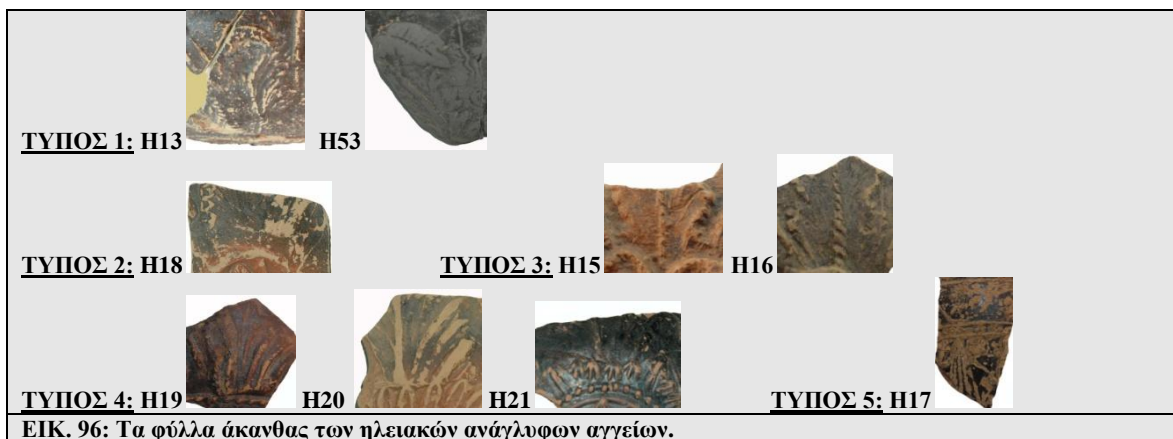 ΤΥΠΟΣ 1: Η13 Η53
ΤΥΠΟΣ 2: Η18 ΤΥΠΟΣ 3: Η15 Η16
ΤΥΠΟΣ 4: Η19 Η20 Η21 ΤΥΠΟΣ 5: Η17
ΕΙΚ. 96: Τα φύλλα άκανθας των ηλειακών ανάγλυφων αγγείων.